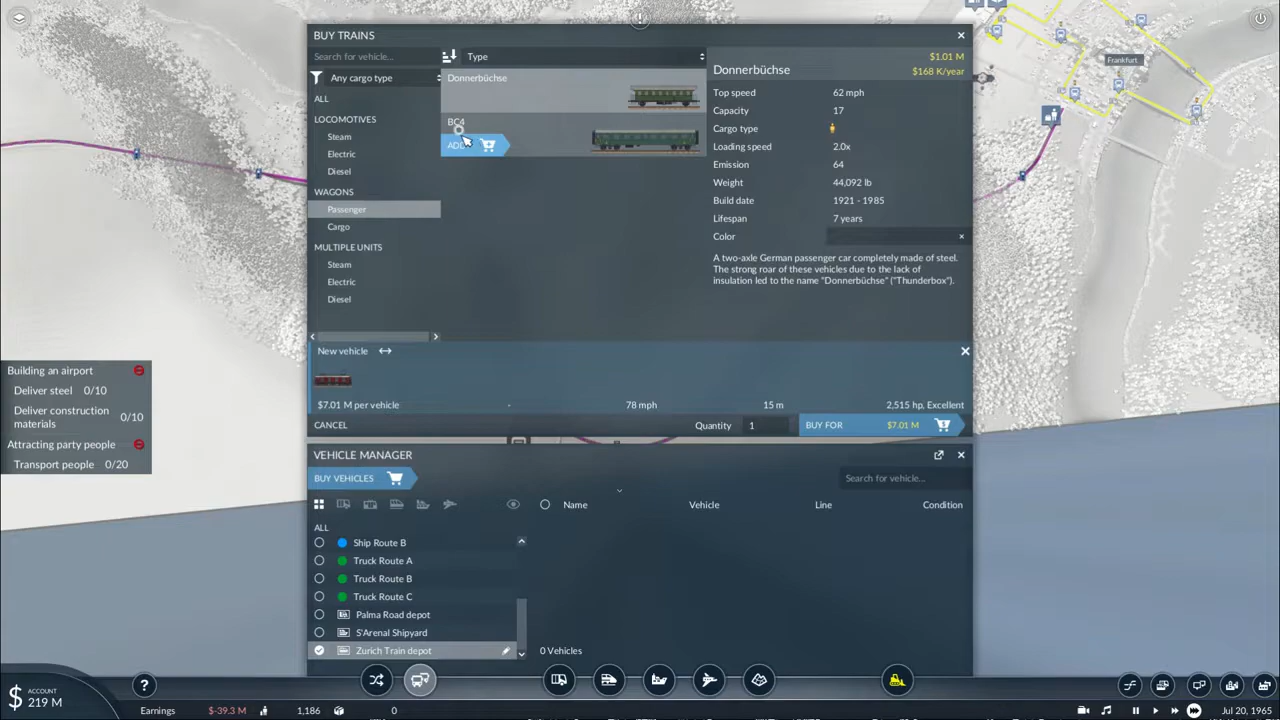 BUY TRAINS
Search for vehicle...
Type
Any cargo type
ALL
LOCOMOTIVES
Steam
Electric
Diesel
WAGONS
Passenger
Cargo
MULTIPLE UNITS
Steam
Electric
Diesel
Donnerbüchse
BC4
$1.01 M
Donnerbüchse
$168 K/year
Top speed 62 mph
Capacity 17
Cargo type
Loading speed 2.0x
Emission 64
Weight 44,092 lb
Build date 1921 - 1985
Lifespan 7 years
Color
A two-axle German passenger car completely made of steel.
The strong roar of these vehicles due to the lack of
insulation led to the name "Donnerbüchse" ("Thunderbox").
New vehicle
$7.01 M per vehicle - 78 mph 15 m 2,515 hp, Excellent
CANCEL Quantity 1 BUY FOR $7.01 M
Frankfurt
Building an airport
Deliver steel 0/10
Deliver construction
materials 0/10
Attracting party people
Transport people 0/20
VEHICLE MANAGER
BUY VEHICLES
Search for vehicle...
Name Vehicle Line Condition
ALL
Ship Route B
Truck Route A
Truck Route B
Truck Route C
Palma Road depot
S'Arenal Shipyard
Zurich Train depot
0 Vehicles
$ ACCOUNT
219 M
?
Earnings $-39.3 M 1,186 0
Jul 20, 1965